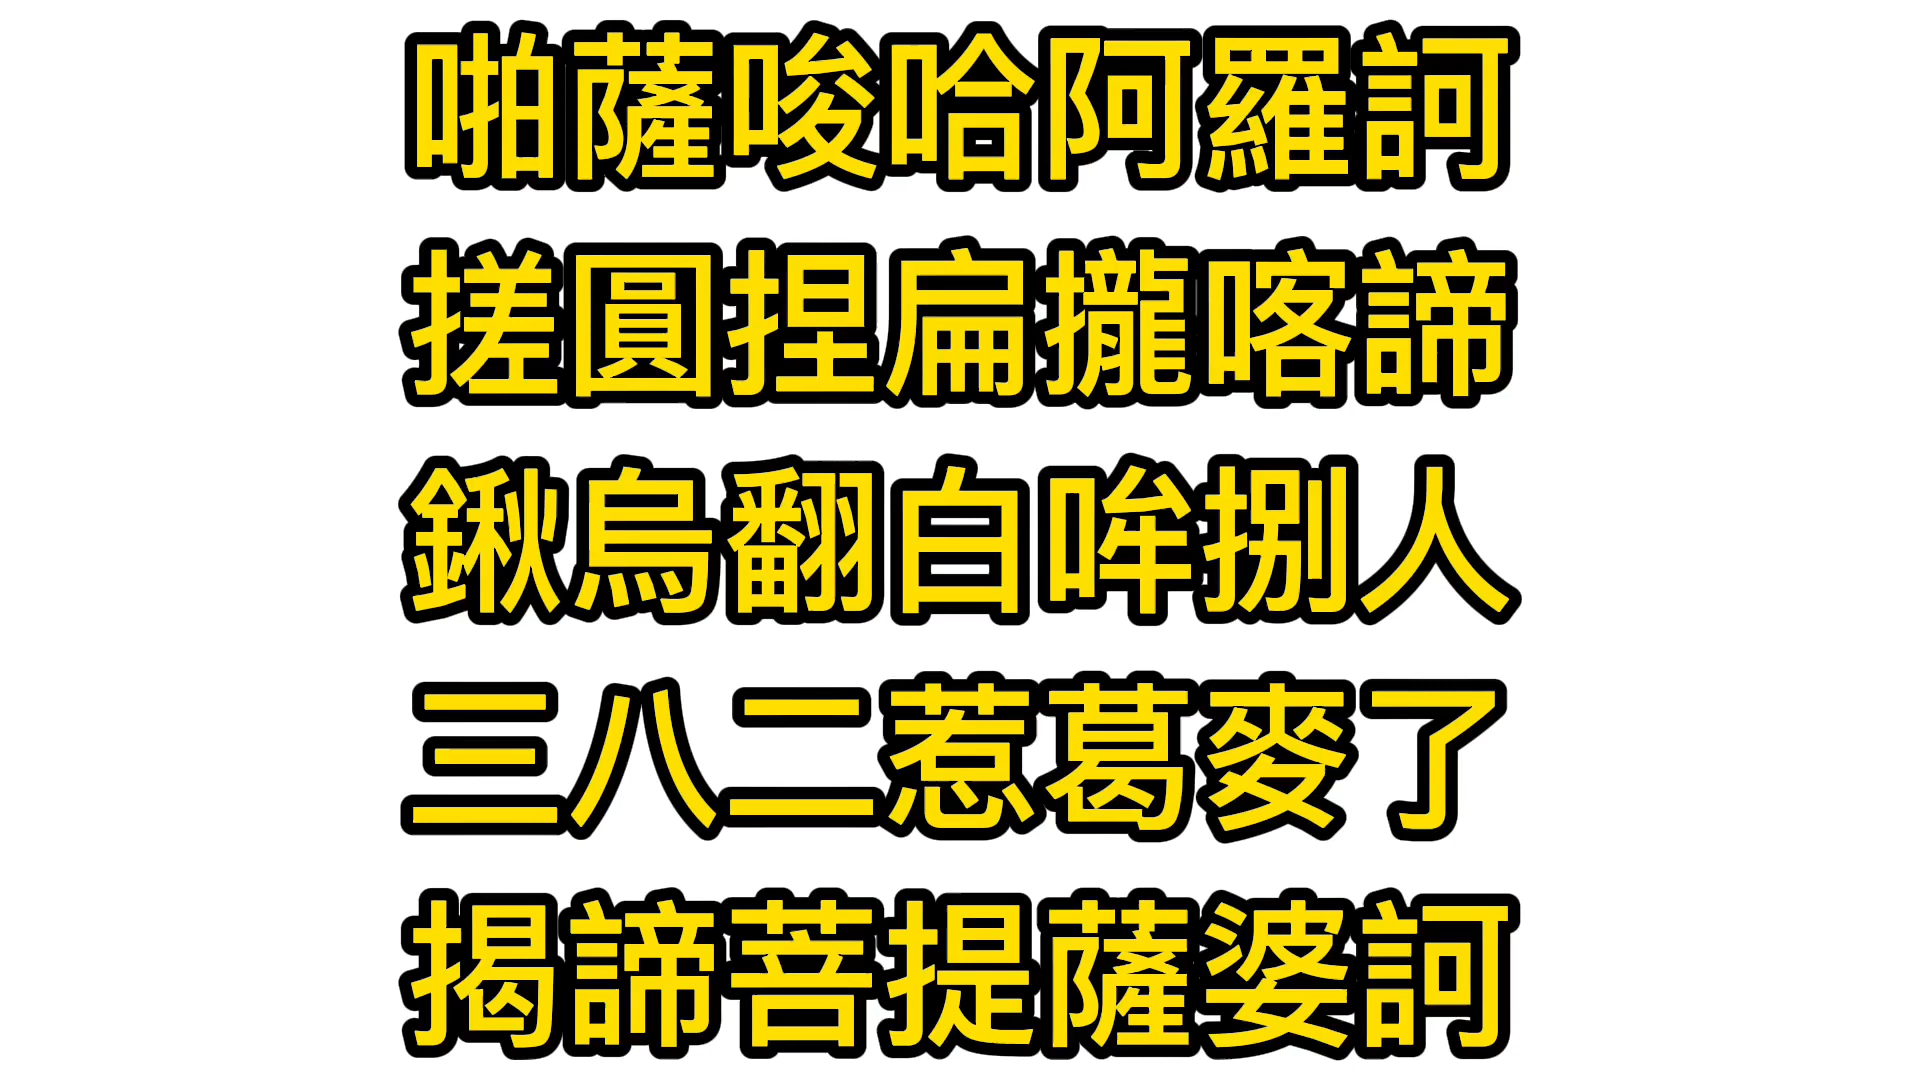 啪薩唆哈阿羅訶
搓圓捏扁攏喀諦
鍬烏翻白哞捌人
三八二惹葛麥了
揭諦菩提薩婆訶